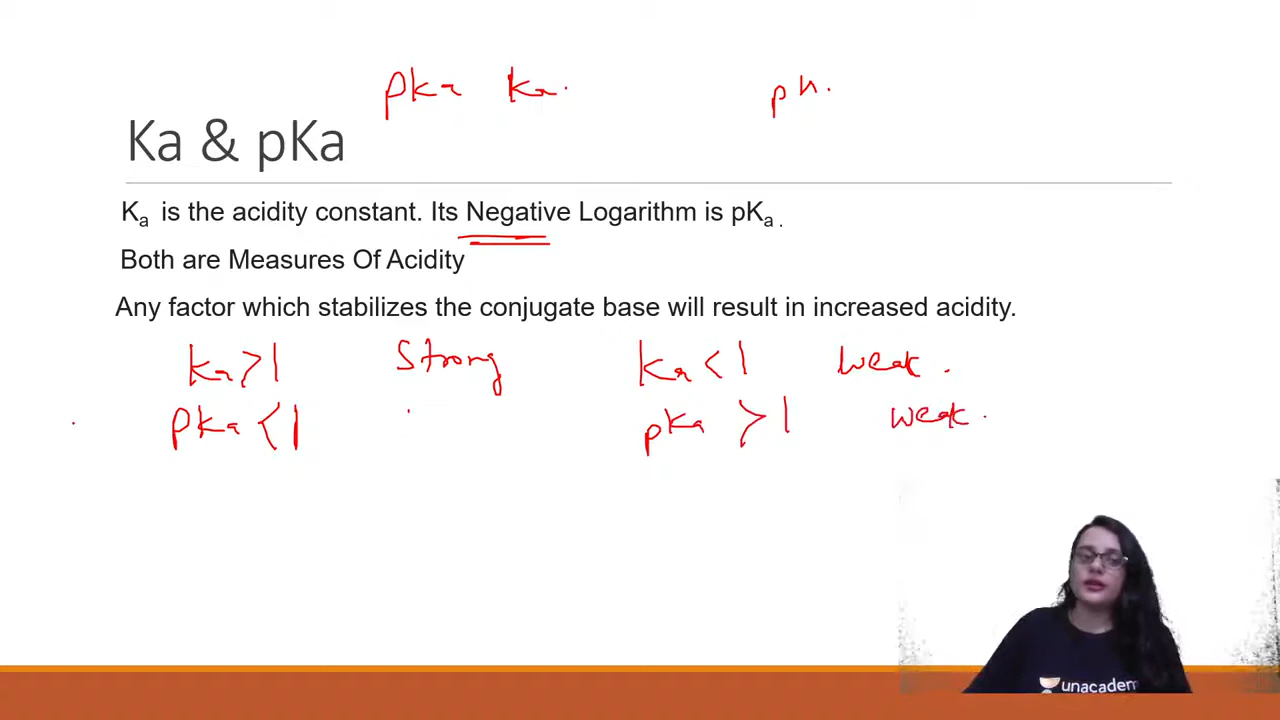 pka ka. pH.
Ka & pKa
Ka is the acidity constant. Its Negative Logarithm is pKa.
Both are Measures Of Acidity
Any factor which stabilizes the conjugate base will result in increased acidity.
ka>1 Strong ka<1 weak.
pka<1 pka >1 weak.
unacadem